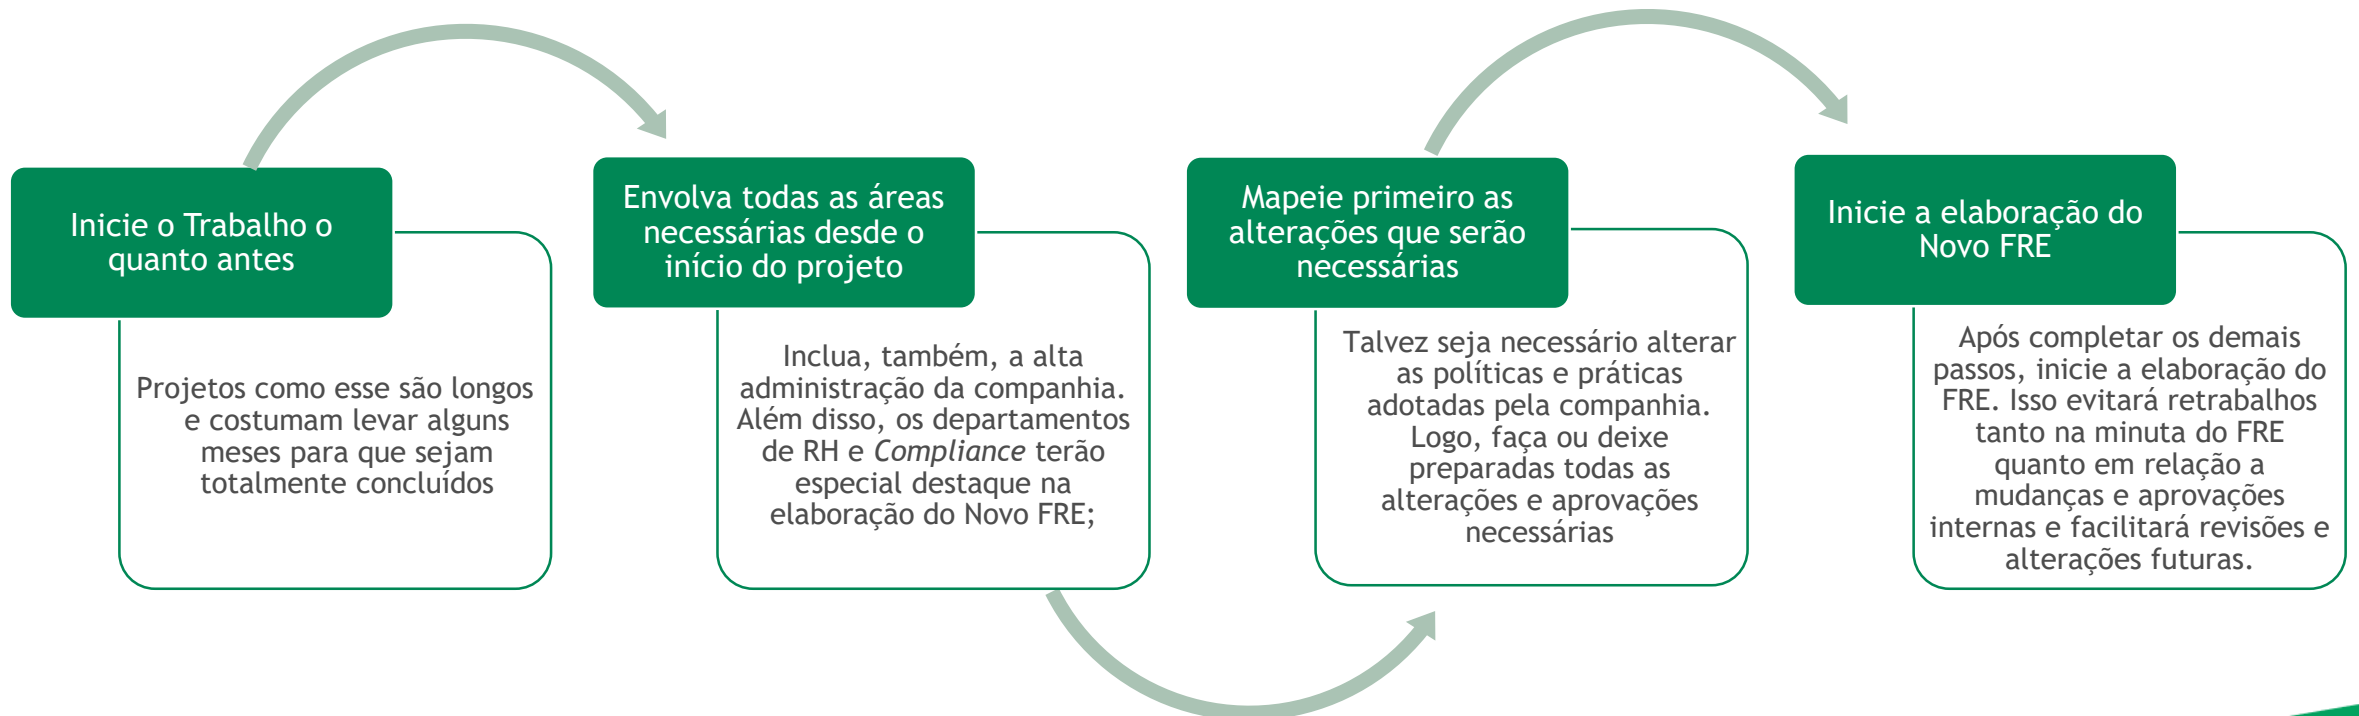 Inicie o Trabalho o
quanto antes
Projetos como esse são longos
e costumam levar alguns
meses para que sejam
totalmente concluídos
Envolva todas as áreas
necessárias desde o
início do projeto
Inclua, também, a alta
administração da companhia.
Além disso, os departamentos
de RH e Compliance terão
especial destaque na
elaboração do Novo FRE;
Mapeie primeiro as
alterações que serão
necessárias
Talvez seja necessário alterar
as políticas e práticas
adotadas pela companhia.
Logo, faça ou deixe
preparadas todas as
alterações e aprovações
necessárias
Inicie a elaboração do
Novo FRE
Após completar os demais
passos, inicie a elaboração do
FRE. Isso evitará retrabalhos
tanto na minuta do FRE
quanto em relação a
mudanças e aprovações
internas e facilitará revisões e
alterações futuras.